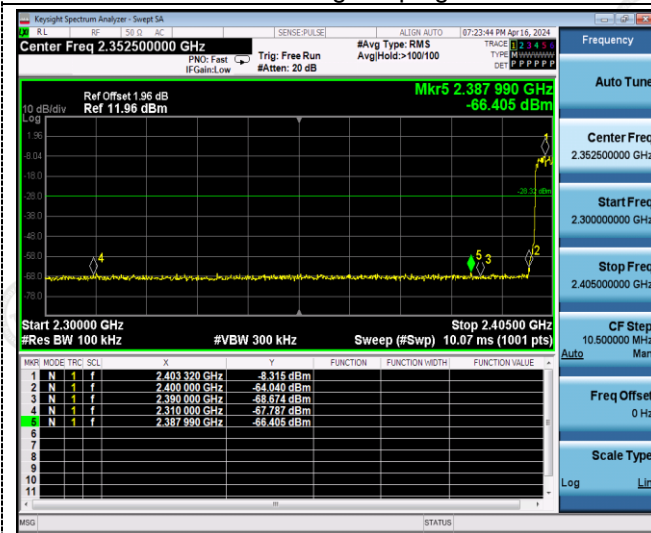 Keysight Spectrum Analyzer - Swept SA
RL RF 50 Ω AC SENSE:PULSE ALIGN AUTO 07:23:44 PM Apr 16, 2024
Center Freq 2.352500000 GHz
PNO: Fast
IFGain:Low
Trig: Free Run
#Atten: 20 dB
#Avg Type: RMS
Avg|Hold:>100/100
TRACE 1 2 3 4 5 6
TYPE M WWWWW
DET P P P P P P
Ref Offset 1.96 dB
Ref 11.96 dBm
Mkr5 2.387 990 GHz
-66.405 dBm
10 dB/div
Log
1.96
-8.04
-18.0
-28.0
-38.0
-48.0
-58.0
-68.0
-78.0
1
4
5
3
2
Start 2.30000 GHz Stop 2.40500 GHz
#Res BW 100 kHz #VBW 300 kHz Sweep (#Swp) 10.07 ms (1001 pts)
MKR MODE TRC SCL X Y FUNCTION FUNCTION WIDTH FUNCTION VALUE
1 N 1 f 2.403 320 GHz -8.315 dBm
2 N 1 f 2.400 000 GHz -64.040 dBm
3 N 1 f 2.390 000 GHz -68.674 dBm
4 N 1 f 2.310 000 GHz -67.787 dBm
5 N 1 f 2.387 990 GHz -66.405 dBm
6
7
8
9
10
11
MSG STATUS
Frequency
Auto Tune
Center Freq
2.352500000 GHz
Start Freq
2.300000000 GHz
Stop Freq
2.405000000 GHz
CF Step
10.500000 MHz
Auto Man
Freq Offset
0 Hz
Scale Type
Log Lin